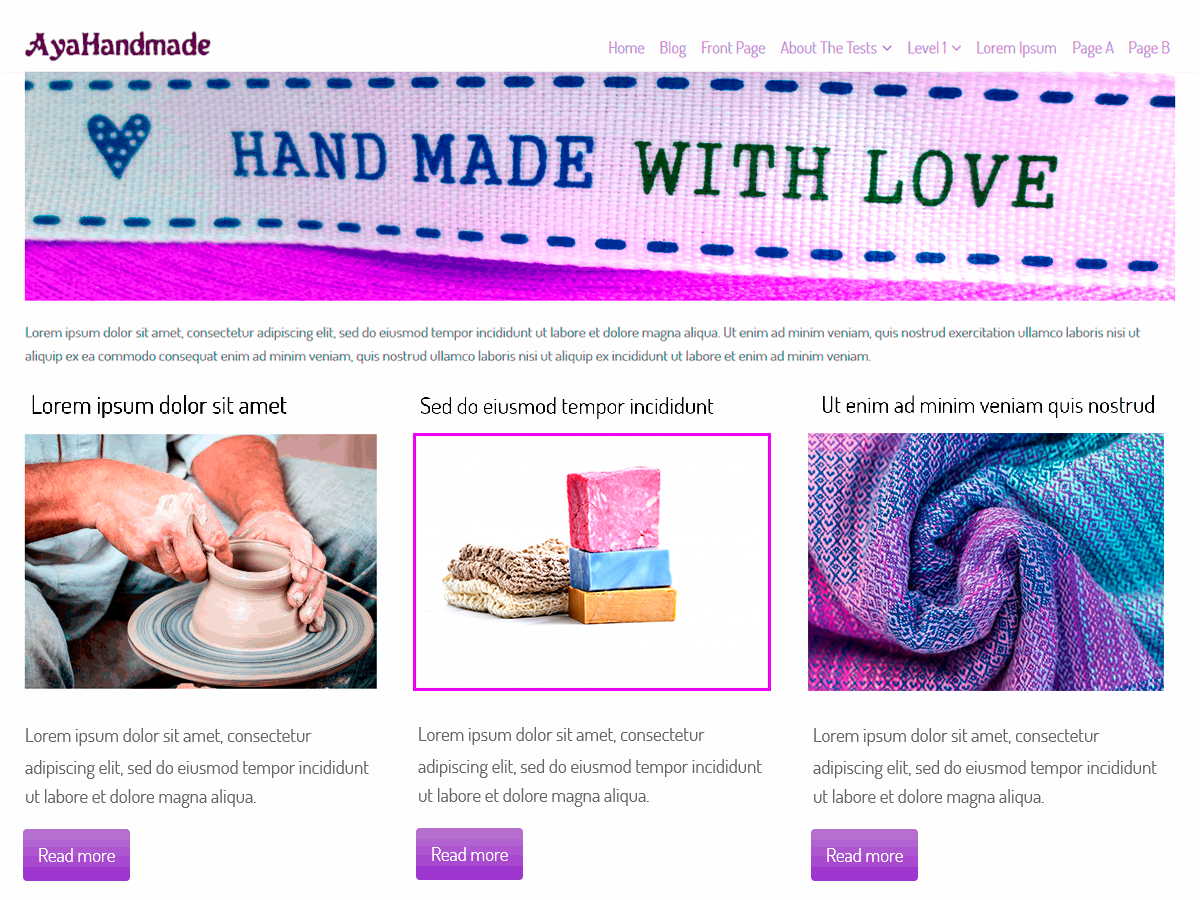 AyaHandmade
Home Blog Front Page About The Tests Level 1 Lorem Ipsum Page A Page B
HAND MADE WITH LOVE
Lorem ipsum dolor sit amet, consectetur adipiscing elit, sed do eiusmod tempor incididunt ut labore et dolore magna aliqua. Ut enim ad minim veniam, quis nostrud exercitation ullamco laboris nisi ut
aliquip ex ea commodo consequat enim ad minim veniam, quis nostrud ullamco laboris nisi ut aliquip ex incididunt ut labore et enim ad minim veniam.
Lorem ipsum dolor sit amet
Lorem ipsum dolor sit amet, consectetur
adipiscing elit, sed do eiusmod tempor incididunt
ut labore et dolore magna aliqua.
Read more
Sed do eiusmod tempor incididunt
Lorem ipsum dolor sit amet, consectetur
adipiscing elit, sed do eiusmod tempor incididunt
ut labore et dolore magna aliqua.
Read more
Ut enim ad minim veniam quis nostrud
Lorem ipsum dolor sit amet, consectetur
adipiscing elit, sed do eiusmod tempor incididunt
ut labore et dolore magna aliqua.
Read more